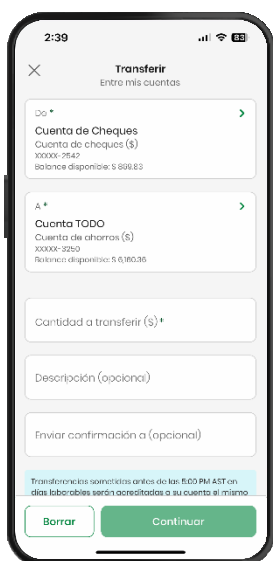 2:39
83
Transferir
Entre mis cuentas
De *
Cuenta de Cheques
Cuenta de cheques ($)
XXXXX-2542
Balance disponible: $ 899.83
A *
Cuenta TODO
Cuenta de ahorros ($)
XXXXX-3250
Balance disponible: $ 6,180.36
Cantidad a transferir ($)*
Descripción (opcional)
Enviar confirmación a (opcional)
Transferencias sometidas antes de las 5:00 PM AST en
días laborables serán acreditadas a su cuenta el mismo
Borrar
Continuar